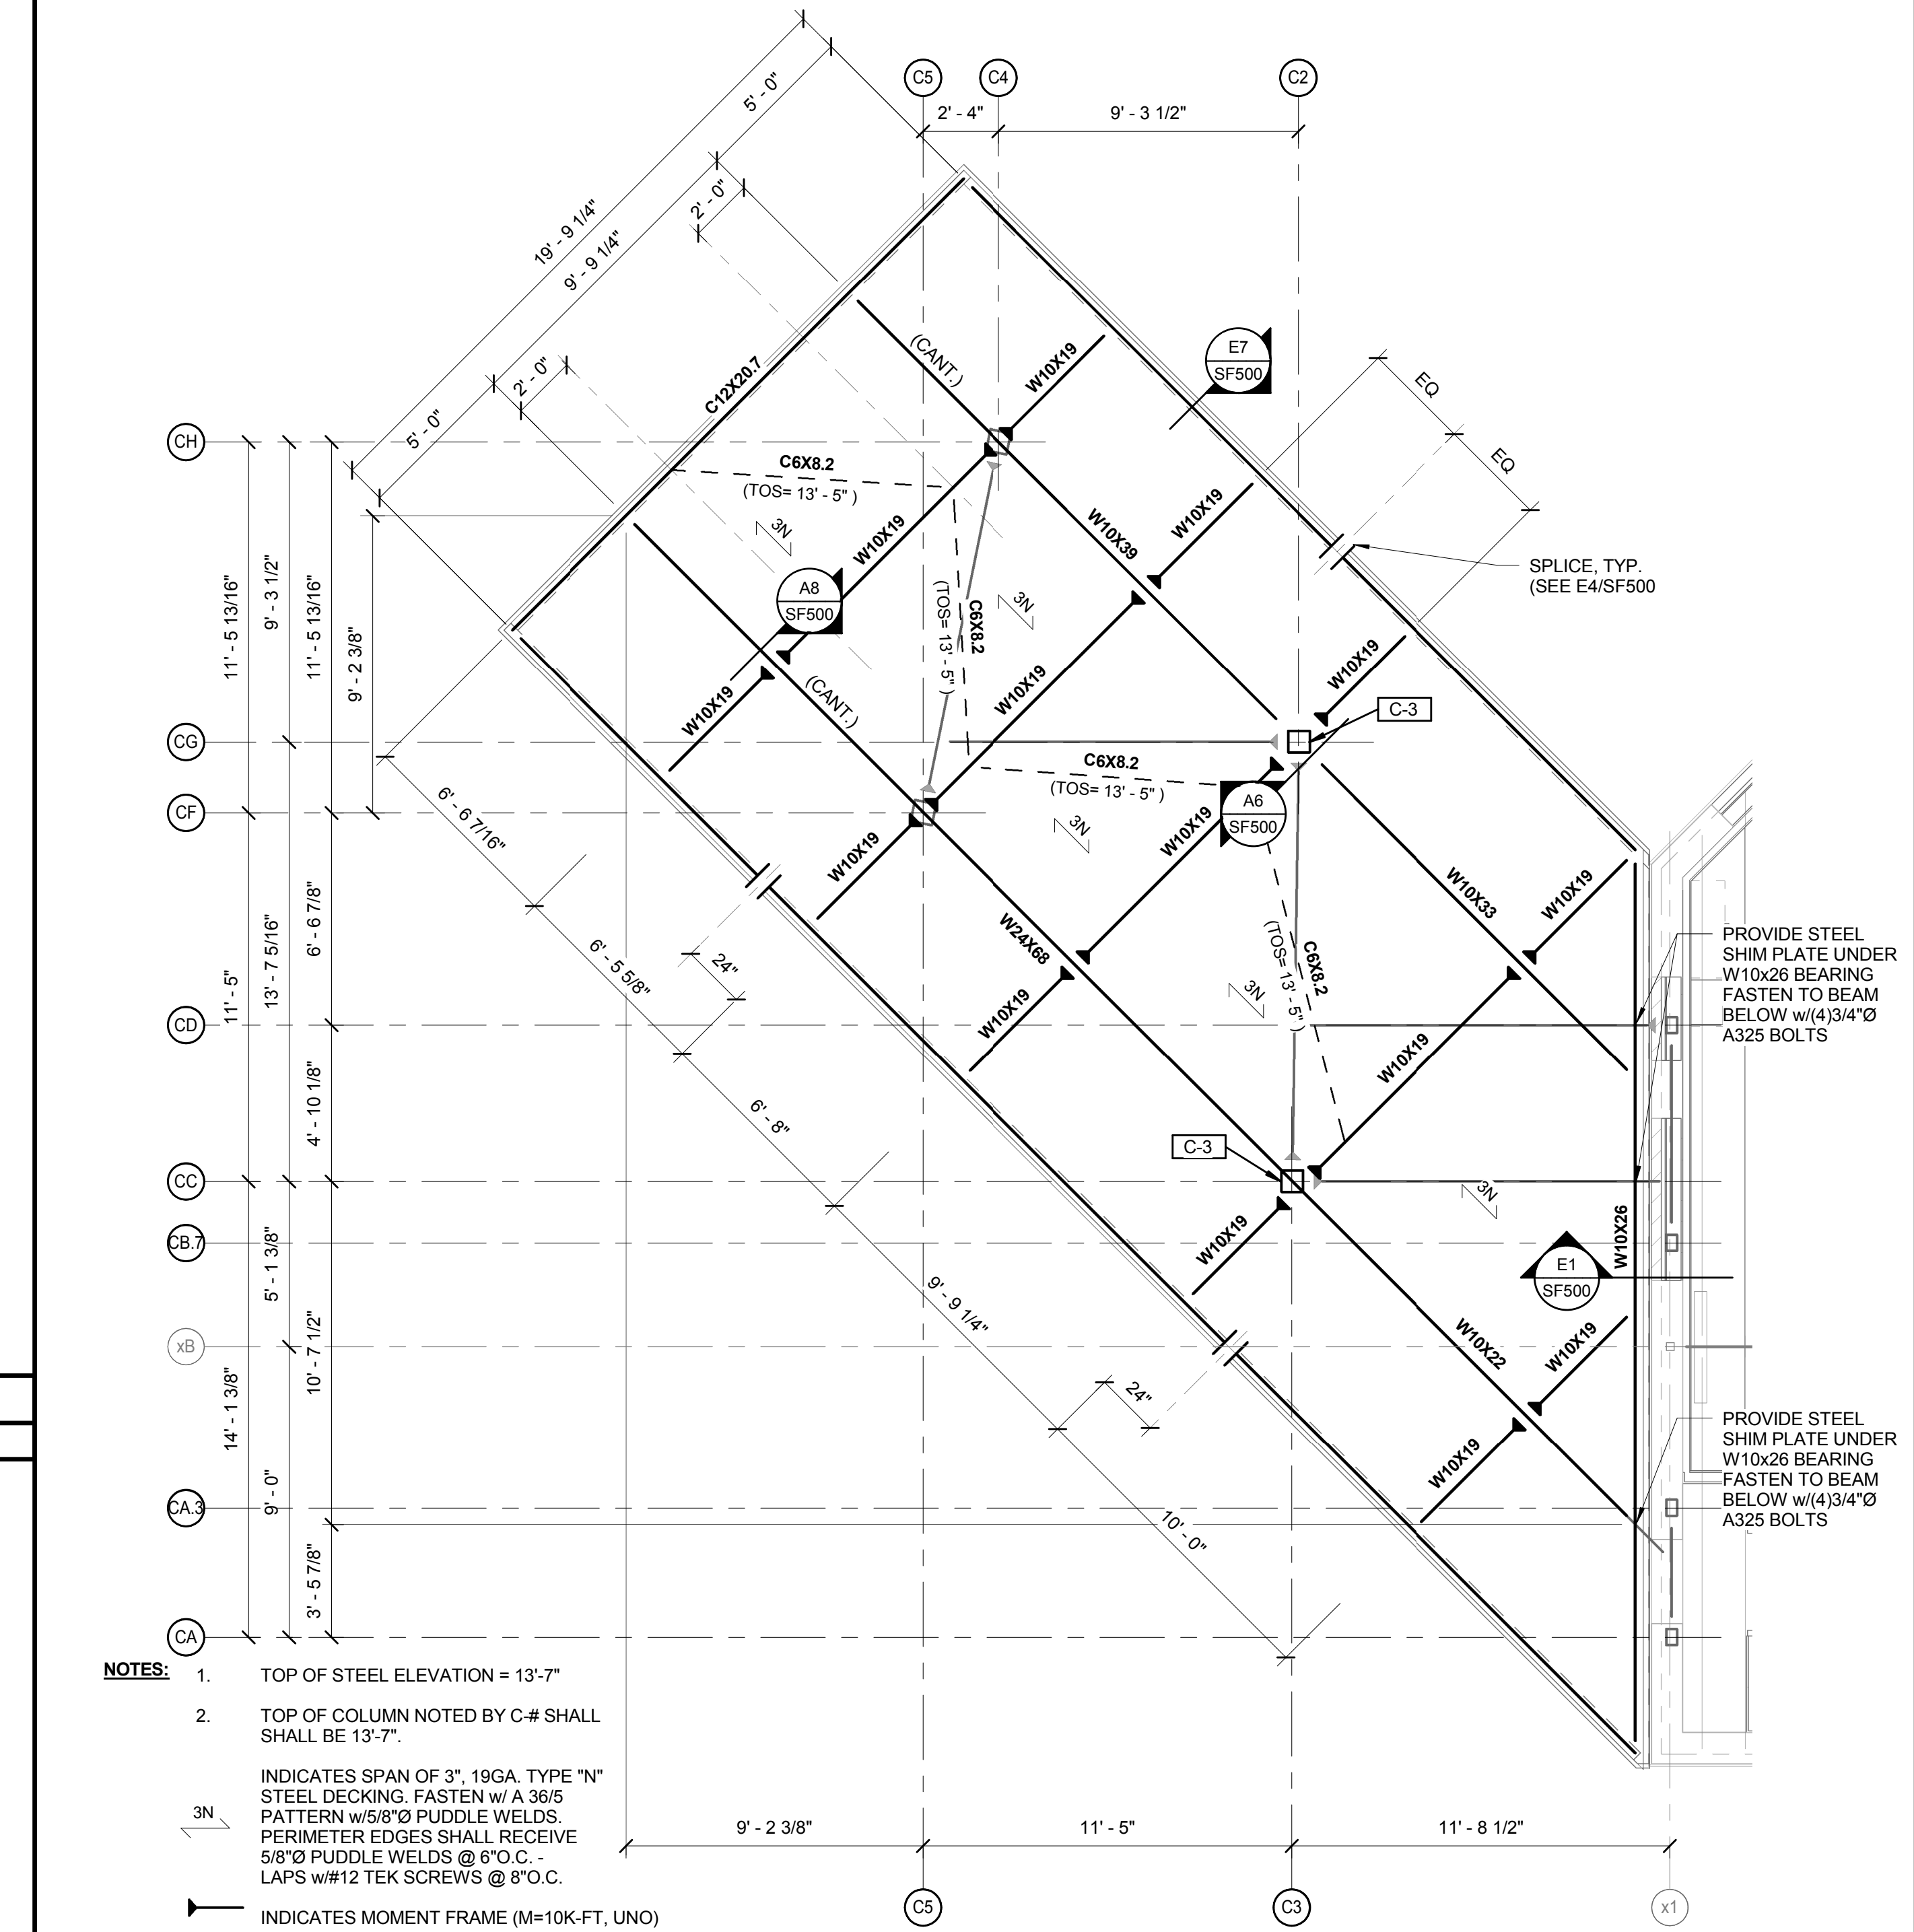 C5
C4
C2
2' - 4"
9' - 3 1/2"
5' - 0"
2' - 0"
19' - 9 1/4"
9' - 9 1/4"
2' - 0"
5' - 0"
C12X20.7
(CANT.)
W10X19
E7
SF500
EQ
EQ
CH
C6X8.2
(TOS= 13' - 5" )
3N
W10X19
W10X39
W10X19
SPLICE, TYP.
(SEE E4/SF500
A8
SF500
11' - 5 13/16"
9' - 3 1/2"
11' - 5 13/16"
9' - 2 3/8"
C6X8.2
(TOS= 13' - 5" )
3N
W10X19
(CANT.)
W10X19
W10X19
C-3
CG
C6X8.2
(TOS= 13' - 5" )
A6
SF500
CF
6' - 6 7/16"
W10X19
3N
W10X19
W10X33
W10X19
W24X68
6' - 6 7/8"
13' - 7 5/16"
11' - 5"
6' - 5 5/8"
24"
W10X19
C6X8.2
(TOS= 13' - 5" )
3N
PROVIDE STEEL
SHIM PLATE UNDER
W10x26 BEARING
FASTEN TO BEAM
BELOW w/(4)3/4"Ø
A325 BOLTS
CD
W10X19
4' - 10 1/8"
6' - 8"
C-3
CC
3N
W10X19
W10X26
CB.7
5' - 1 3/8"
E1
SF500
9' - 9 1/4"
xB
10' - 7 1/2"
14' - 1 3/8"
W10X22
W10X19
24"
PROVIDE STEEL
SHIM PLATE UNDER
W10x26 BEARING
FASTEN TO BEAM
BELOW w/(4)3/4"Ø
A325 BOLTS
W10X19
CA.3
9' - 0"
10' - 0"
3' - 5 7/8"
CA
NOTES:
1. TOP OF STEEL ELEVATION = 13'-7"
2. TOP OF COLUMN NOTED BY C-# SHALL
SHALL BE 13'-7".
3N
INDICATES SPAN OF 3", 19GA. TYPE "N"
STEEL DECKING. FASTEN w/ A 36/5
PATTERN w/5/8"Ø PUDDLE WELDS.
PERIMETER EDGES SHALL RECEIVE
5/8"Ø PUDDLE WELDS @ 6"O.C. -
LAPS w/#12 TEK SCREWS @ 8"O.C.
INDICATES MOMENT FRAME (M=10K-FT, UNO)
9' - 2 3/8"
11' - 5"
11' - 8 1/2"
C5
C3
x1